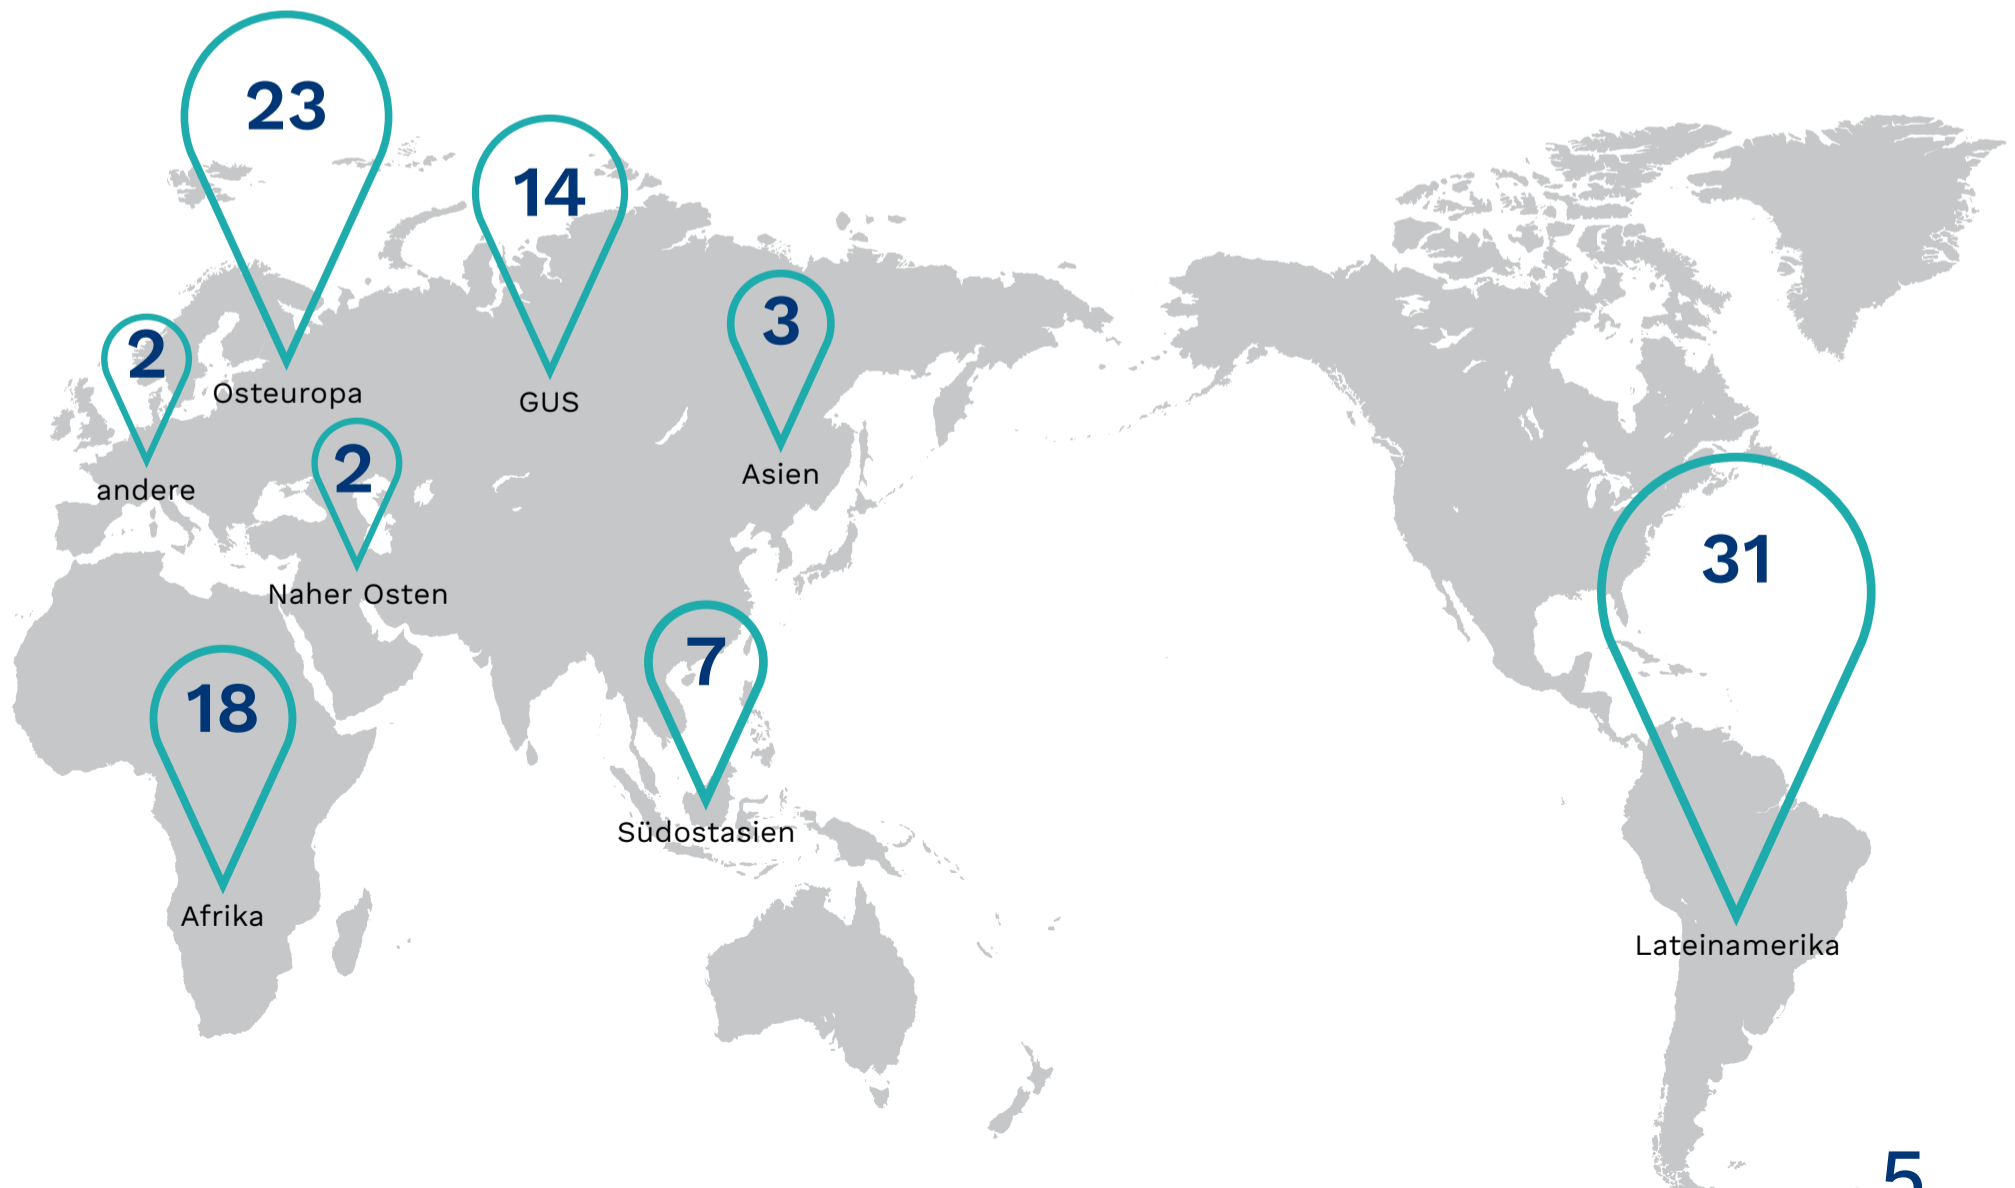 23
Osteuropa
14
GUS
3
Asien
2
andere
2
Naher Osten
31
Lateinamerika
7
Südostasien
18
Afrika
5